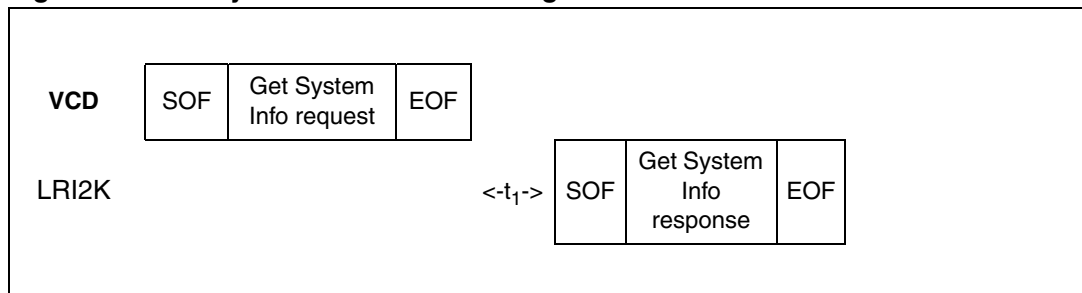 VCD
SOF
Get System
Info request
EOF
LRI2K
<-t1->
SOF
Get System
Info
response
EOF